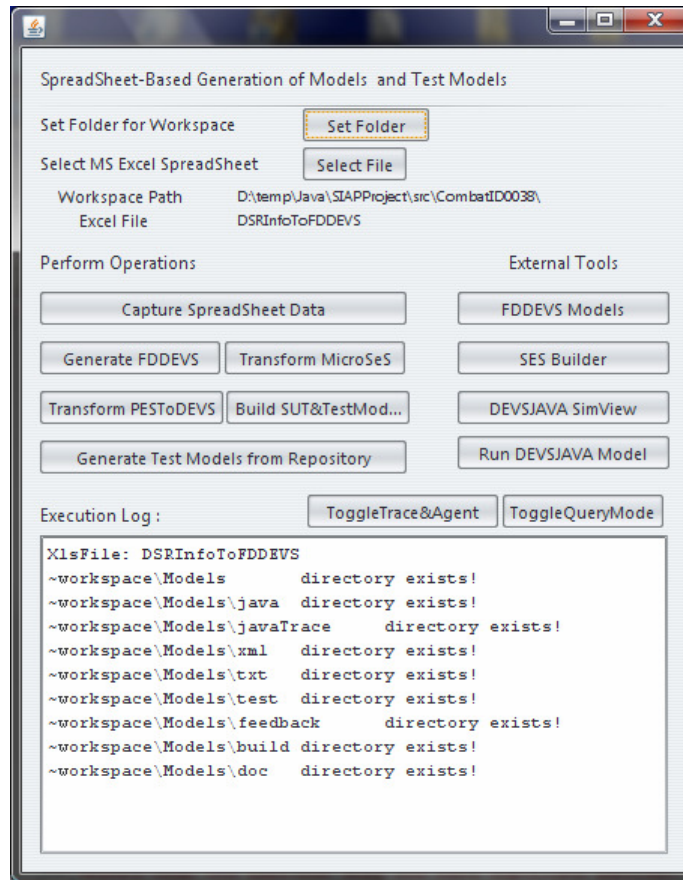 SpreadSheet-Based Generation of Models and Test Models
Set Folder for Workspace Set Folder
Select MS Excel SpreadSheet Select File
Workspace Path D:\temp\Java\SIAPProject\src\CombatID0038\
Excel File DSRInfoToFDDEVS
Perform Operations External Tools
Capture SpreadSheet Data FDDEVS Models
Generate FDDEVS Transform MicroSeS SES Builder
Transform PESToDEVS Build SUT&TestMod... DEVSJAVA SimView
Generate Test Models from Repository Run DEVSJAVA Model
Execution Log : ToggleTrace&Agent ToggleQueryMode
XlsFile: DSRInfoToFDDEVS
~workspace\Models directory exists!
~workspace\Models\java directory exists!
~workspace\Models\javaTrace directory exists!
~workspace\Models\xml directory exists!
~workspace\Models\txt directory exists!
~workspace\Models\test directory exists!
~workspace\Models\feedback directory exists!
~workspace\Models\build directory exists!
~workspace\Models\doc directory exists!